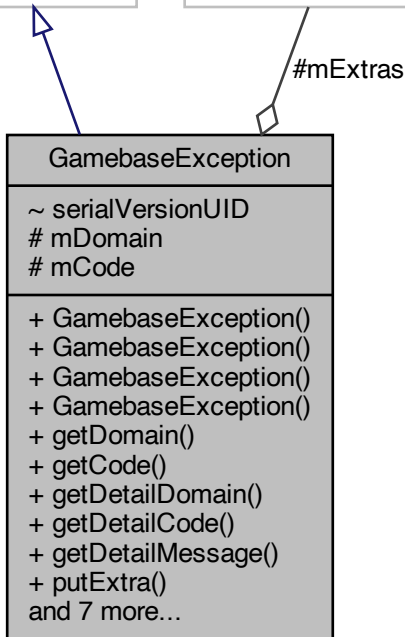 #mExtras
GamebaseException
~ serialVersionUID
# mDomain
# mCode
+ GamebaseException()
+ GamebaseException()
+ GamebaseException()
+ GamebaseException()
+ getDomain()
+ getCode()
+ getDetailDomain()
+ getDetailCode()
+ getDetailMessage()
+ putExtra()
and 7 more...